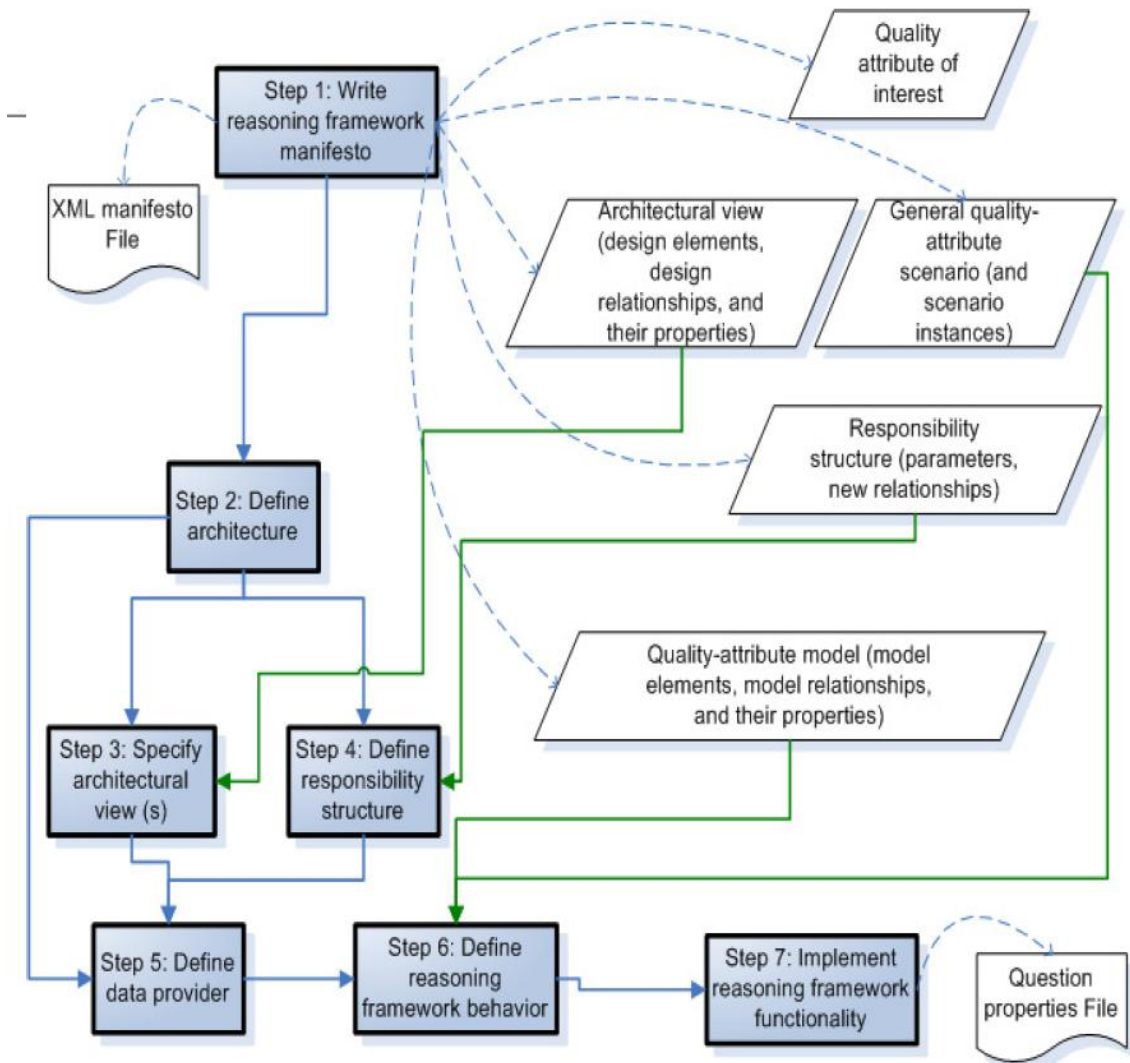 Quality
attribute of
interest
Step 1: Write
reasoning framework
manifesto
XML manifesto
File
Architectural view
(design elements,
design
relationships, and
their properties)
General quality-
attribute
scenario (and
scenario
instances)
Responsibility
structure (parameters,
new relationships)
Step 2: Define
architecture
Quality-attribute model (model
elements, model relationships,
and their properties)
Step 3: Specify
architectural
view (s)
Step 4: Define
responsibility
structure
Step 5: Define
data provider
Step 6: Define
reasoning
framework behavior
Step 7: Implement
reasoning framework
functionality
Question
properties File